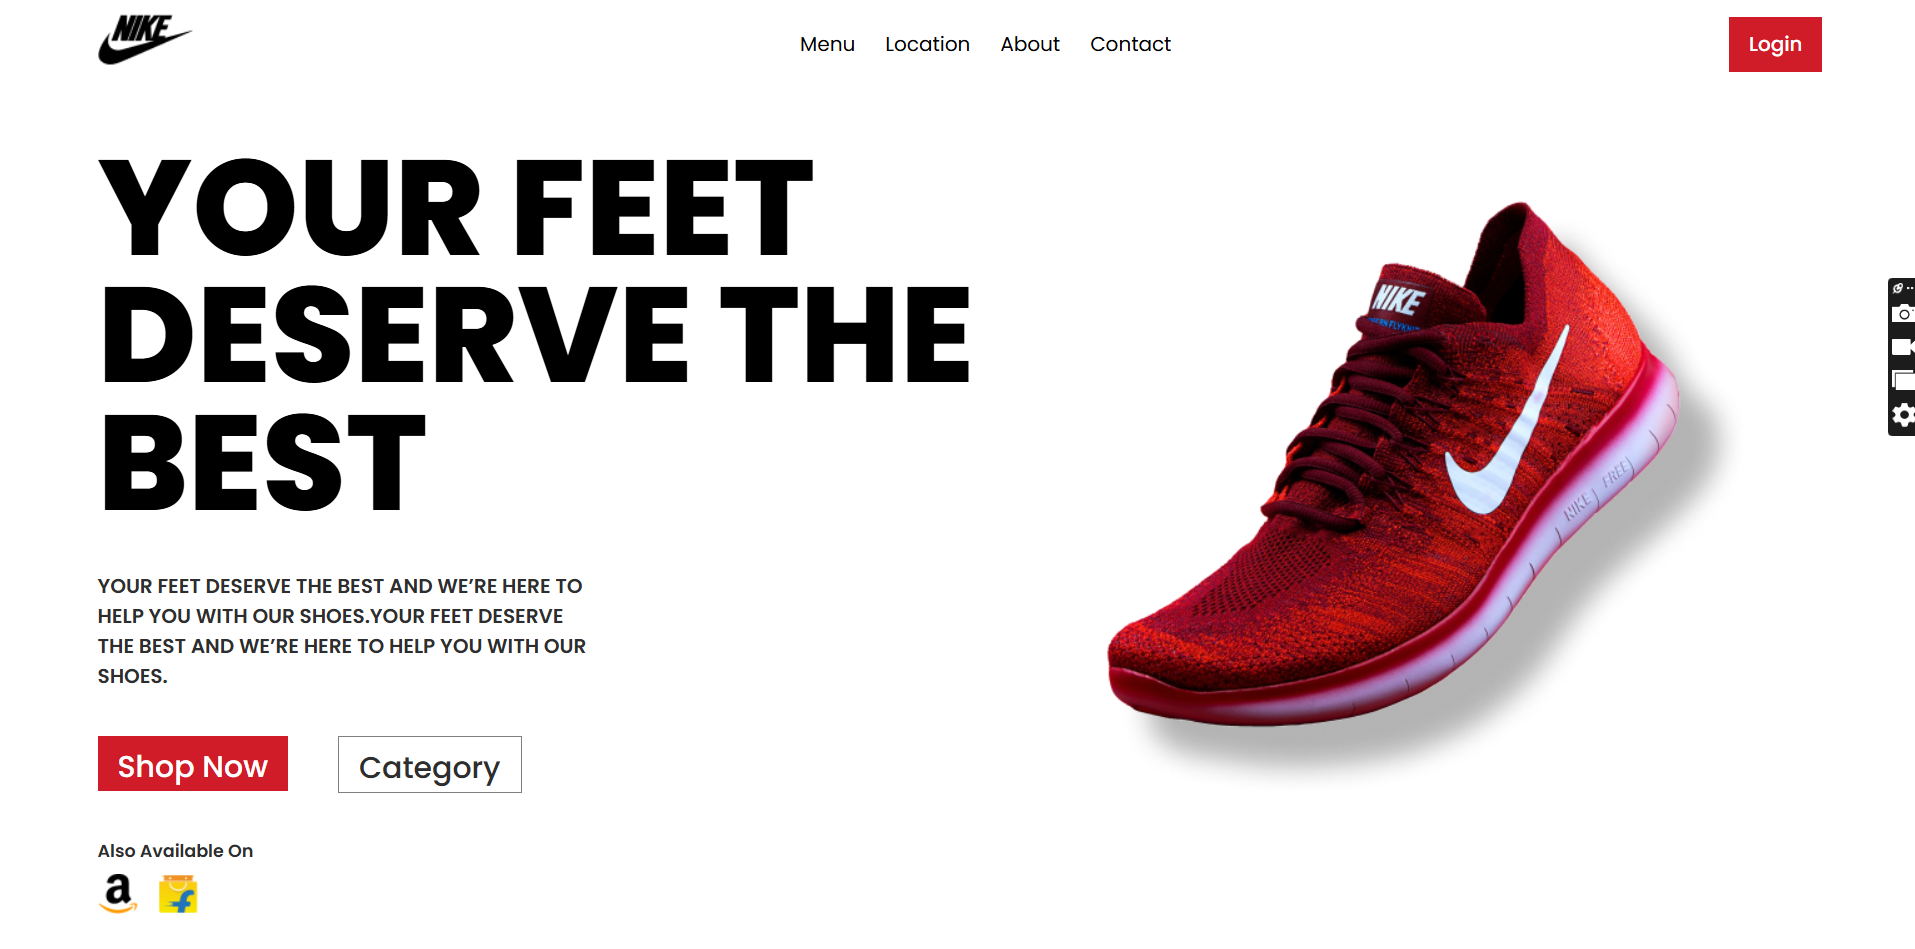 NIKE
Menu Location About Contact
Login
YOUR FEET
DESERVE THE
BEST
YOUR FEET DESERVE THE BEST AND WE’RE HERE TO
HELP YOU WITH OUR SHOES.YOUR FEET DESERVE
THE BEST AND WE’RE HERE TO HELP YOU WITH OUR
SHOES.
Shop Now
Category
Also Available On
a
f
NIKE
NIKE FREE